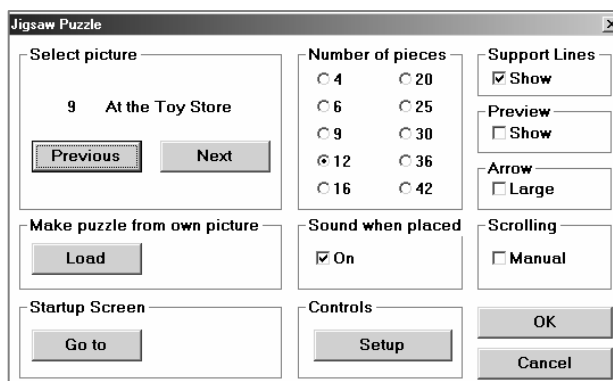 Jigsaw Puzzle
Select picture
9 At the Toy Store
Previous Next
Make puzzle from own picture
Load
Startup Screen
Go to
Number of pieces
4 20
6 25
9 30
12 36
16 42
Sound when placed
On
Controls
Setup
Support Lines
Show
Preview
Show
Arrow
Large
Scrolling
Manual
OK
Cancel